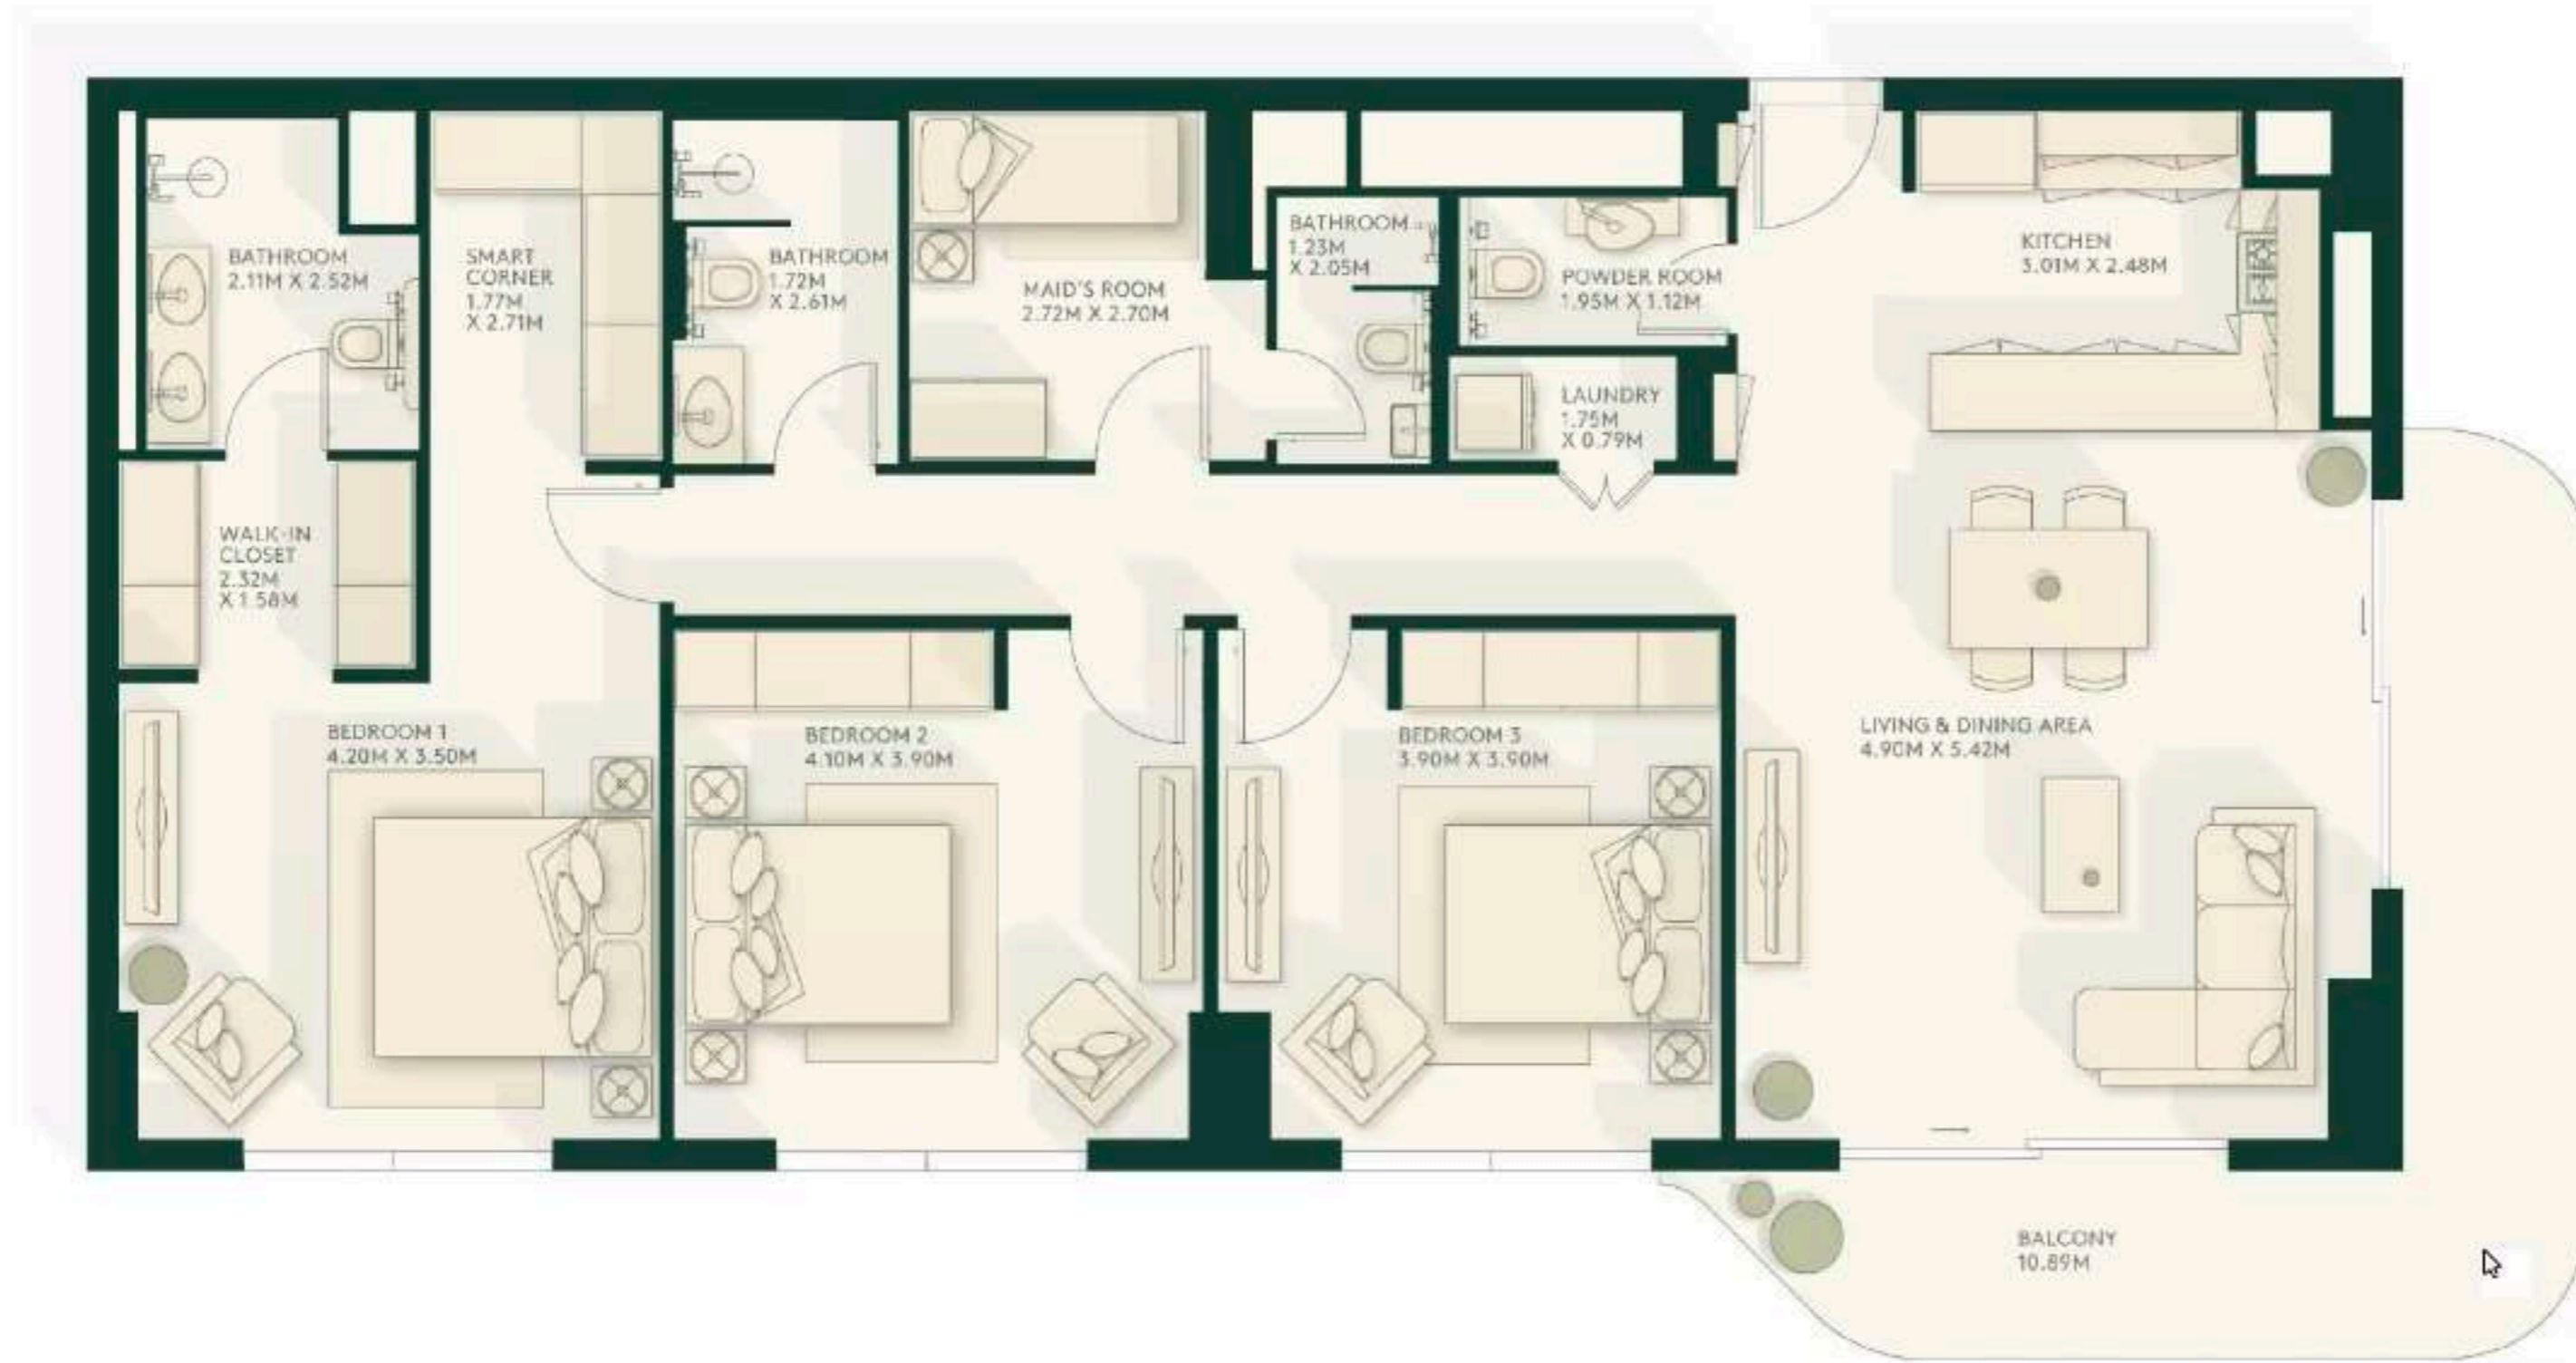 BATHROOM
2.11M X 2.52M
SMART
CORNER
1.77M
X 2.71M
BATHROOM
1.72M
X 2.61M
MAID'S ROOM
2.72M X 2.70M
BATHROOM
1.23M
X 2.05M
POWDER ROOM
1.95M X 1.12M
KITCHEN
3.01M X 2.48M
LAUNDRY
1.75M
X 0.79M
WALK-IN
CLOSET
2.32M
X 1.58M
BEDROOM 1
4.20M X 3.50M
BEDROOM 2
4.10M X 3.90M
BEDROOM 3
3.90M X 3.90M
LIVING & DINING AREA
4.90M X 5.42M
BALCONY
10.89M